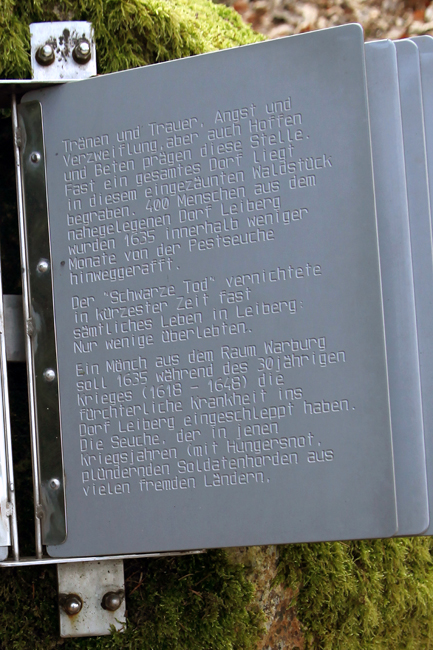 Tränen und Trauer, Angst und
Verzweiflung,aber auch Hoffen
und Beten prägen diese Stelle.
Fast ein gesamtes Dorf liegt
in diesem eingezäunten Waldstück
begraben. 400 Menschen aus dem
nahegelegenen Dorf Leiberg
wurden 1635 innerhalb weniger
Monate von der Pestseuche
hinweggerafft.
Der "Schwarze Tod" vernichtete
in kürzester Zeit fast
sämtliches Leben in Leiberg:
Nur wenige überlebten.
Ein Mönch aus dem Raum Warburg
soll 1635 während des 30jährigen
Krieges (1618 - 1648) die
fürchterliche Krankheit ins
Dorf Leiberg eingeschleppt haben.
Die Seuche, der in jenen
Kriegsjahren (mit Hungersnot,
plündernden Soldatenhorden aus
vielen fremden Ländern,